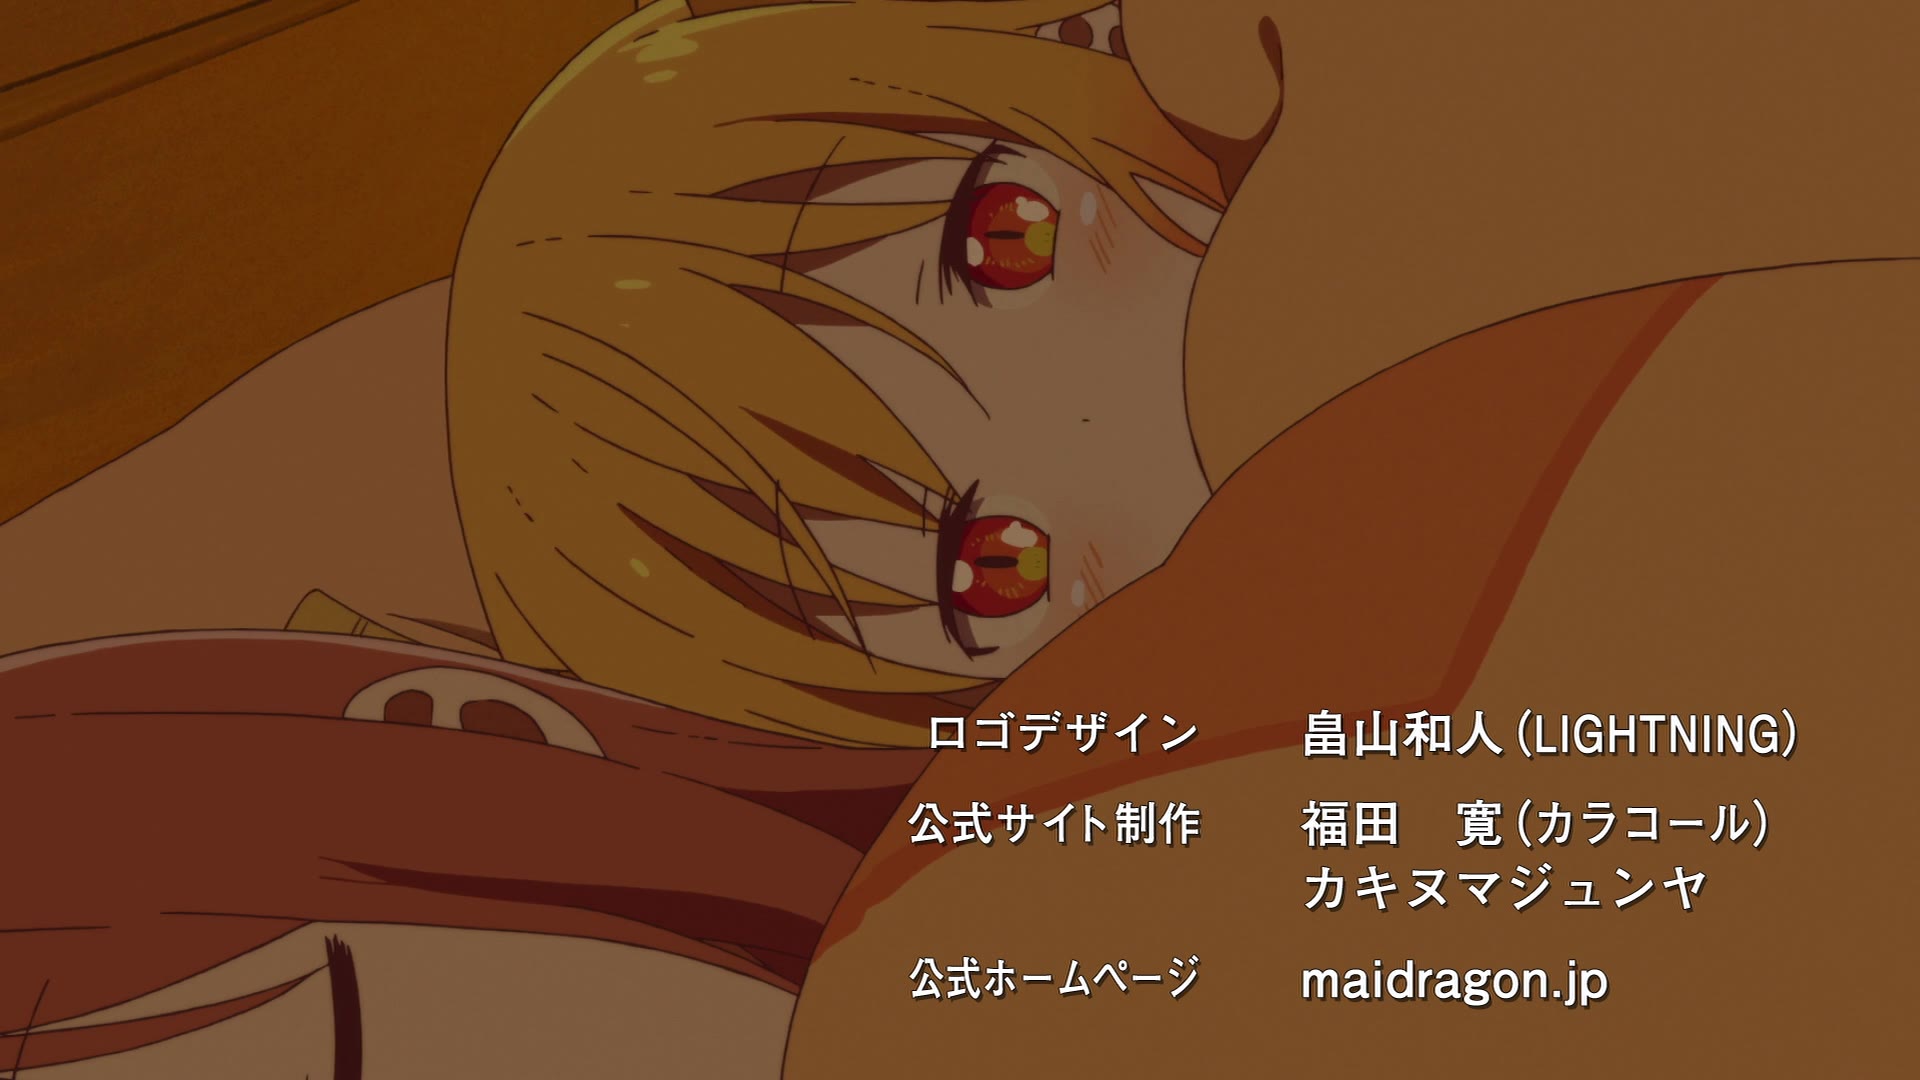 ロゴデザイン 畠山和人（LIGHTNING）
公式サイト制作 福田　寛（カラコール）
カキヌマジュンヤ
公式ホームページ maidragon.jp